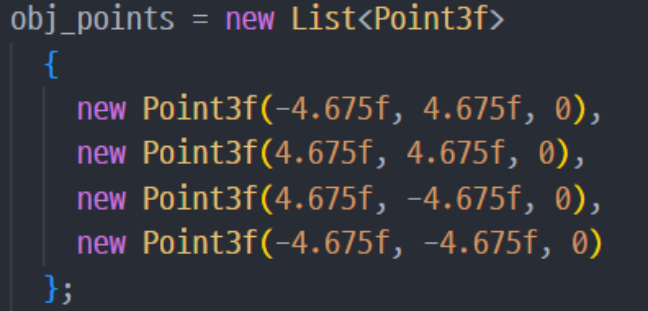 obj_points = new List<Point3f>
{
new Point3f(-4.675f, 4.675f, 0),
new Point3f(4.675f, 4.675f, 0),
new Point3f(4.675f, -4.675f, 0),
new Point3f(-4.675f, -4.675f, 0)
};